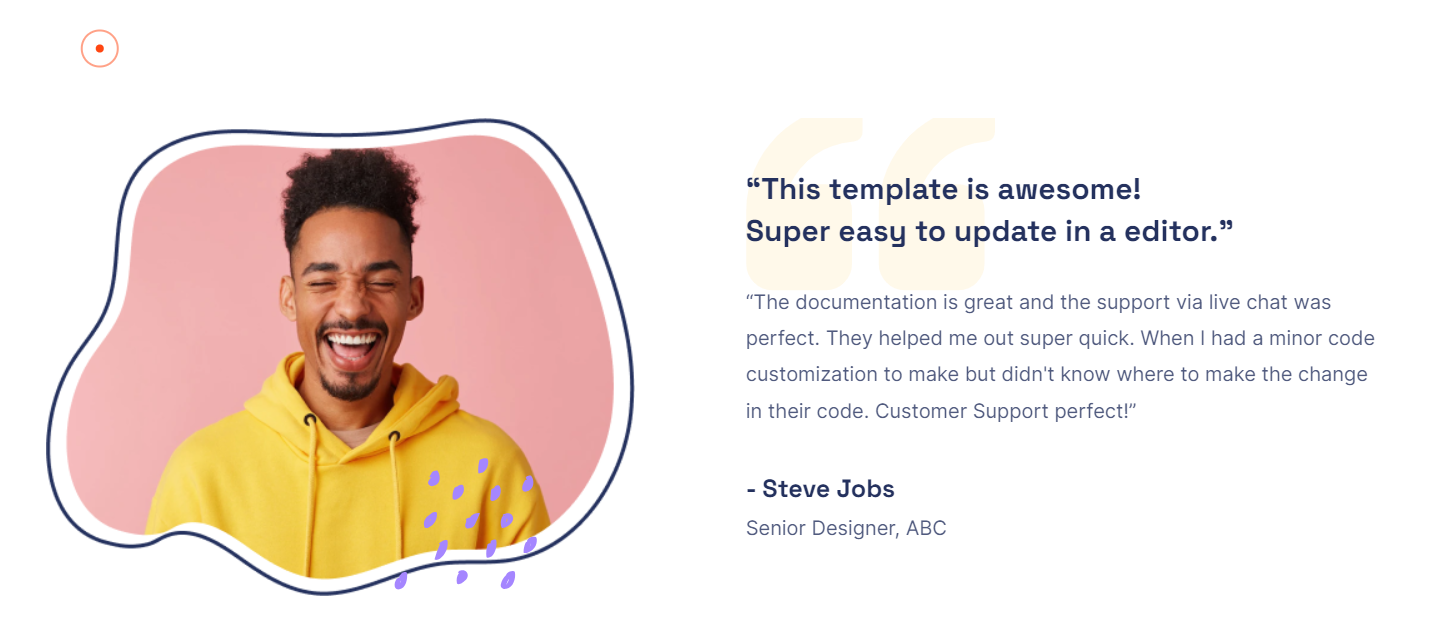 “This template is awesome!
Super easy to update in a editor.”
“The documentation is great and the support via live chat was
perfect. They helped me out super quick. When I had a minor code
customization to make but didn't know where to make the change
in their code. Customer Support perfect!”
- Steve Jobs
Senior Designer, ABC